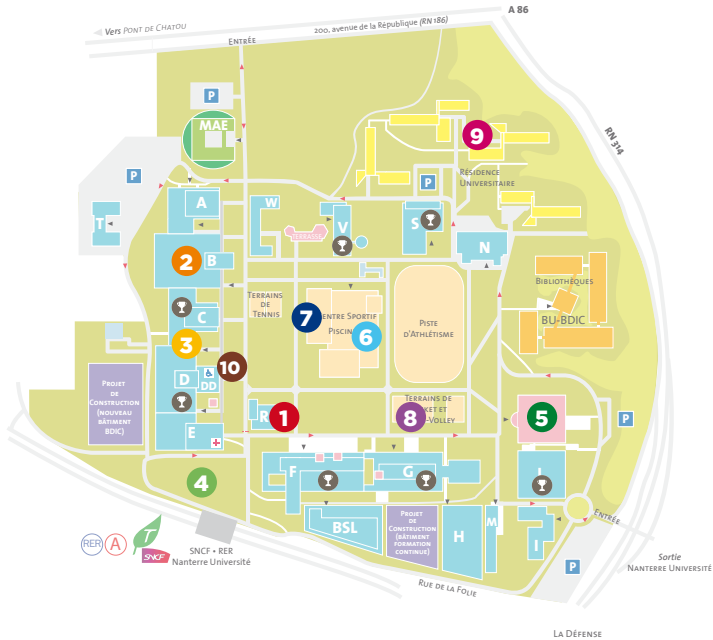 A 86
Vers Pont de Chatou
200, avenue de la République (RN 186)
Entrée
P
MAE
9
RN 314
P
P
Résidence
Universitaire
A
W
T
V
S
Terrasse
N
2
B
Bibliothèques
Terrains
de
Tennis
7
Centre Sportif
Piscine
6
Piste
d'Athlétisme
BU-BDIC
C
3
10
Projet
de
Construction
(nouveau
bâtiment
BDIC)
D
DD
R
1
Terrains de
8
5
P
E
4
F
G
L
BSL
Projet
de
Construction
(bâtiment
formation
continue)
H
M
I
Entrée
RER
A
T
SNCF
SNCF • RER
Nanterre Université
Rue de la Folie
P
Sortie
Nanterre Université
La Défense